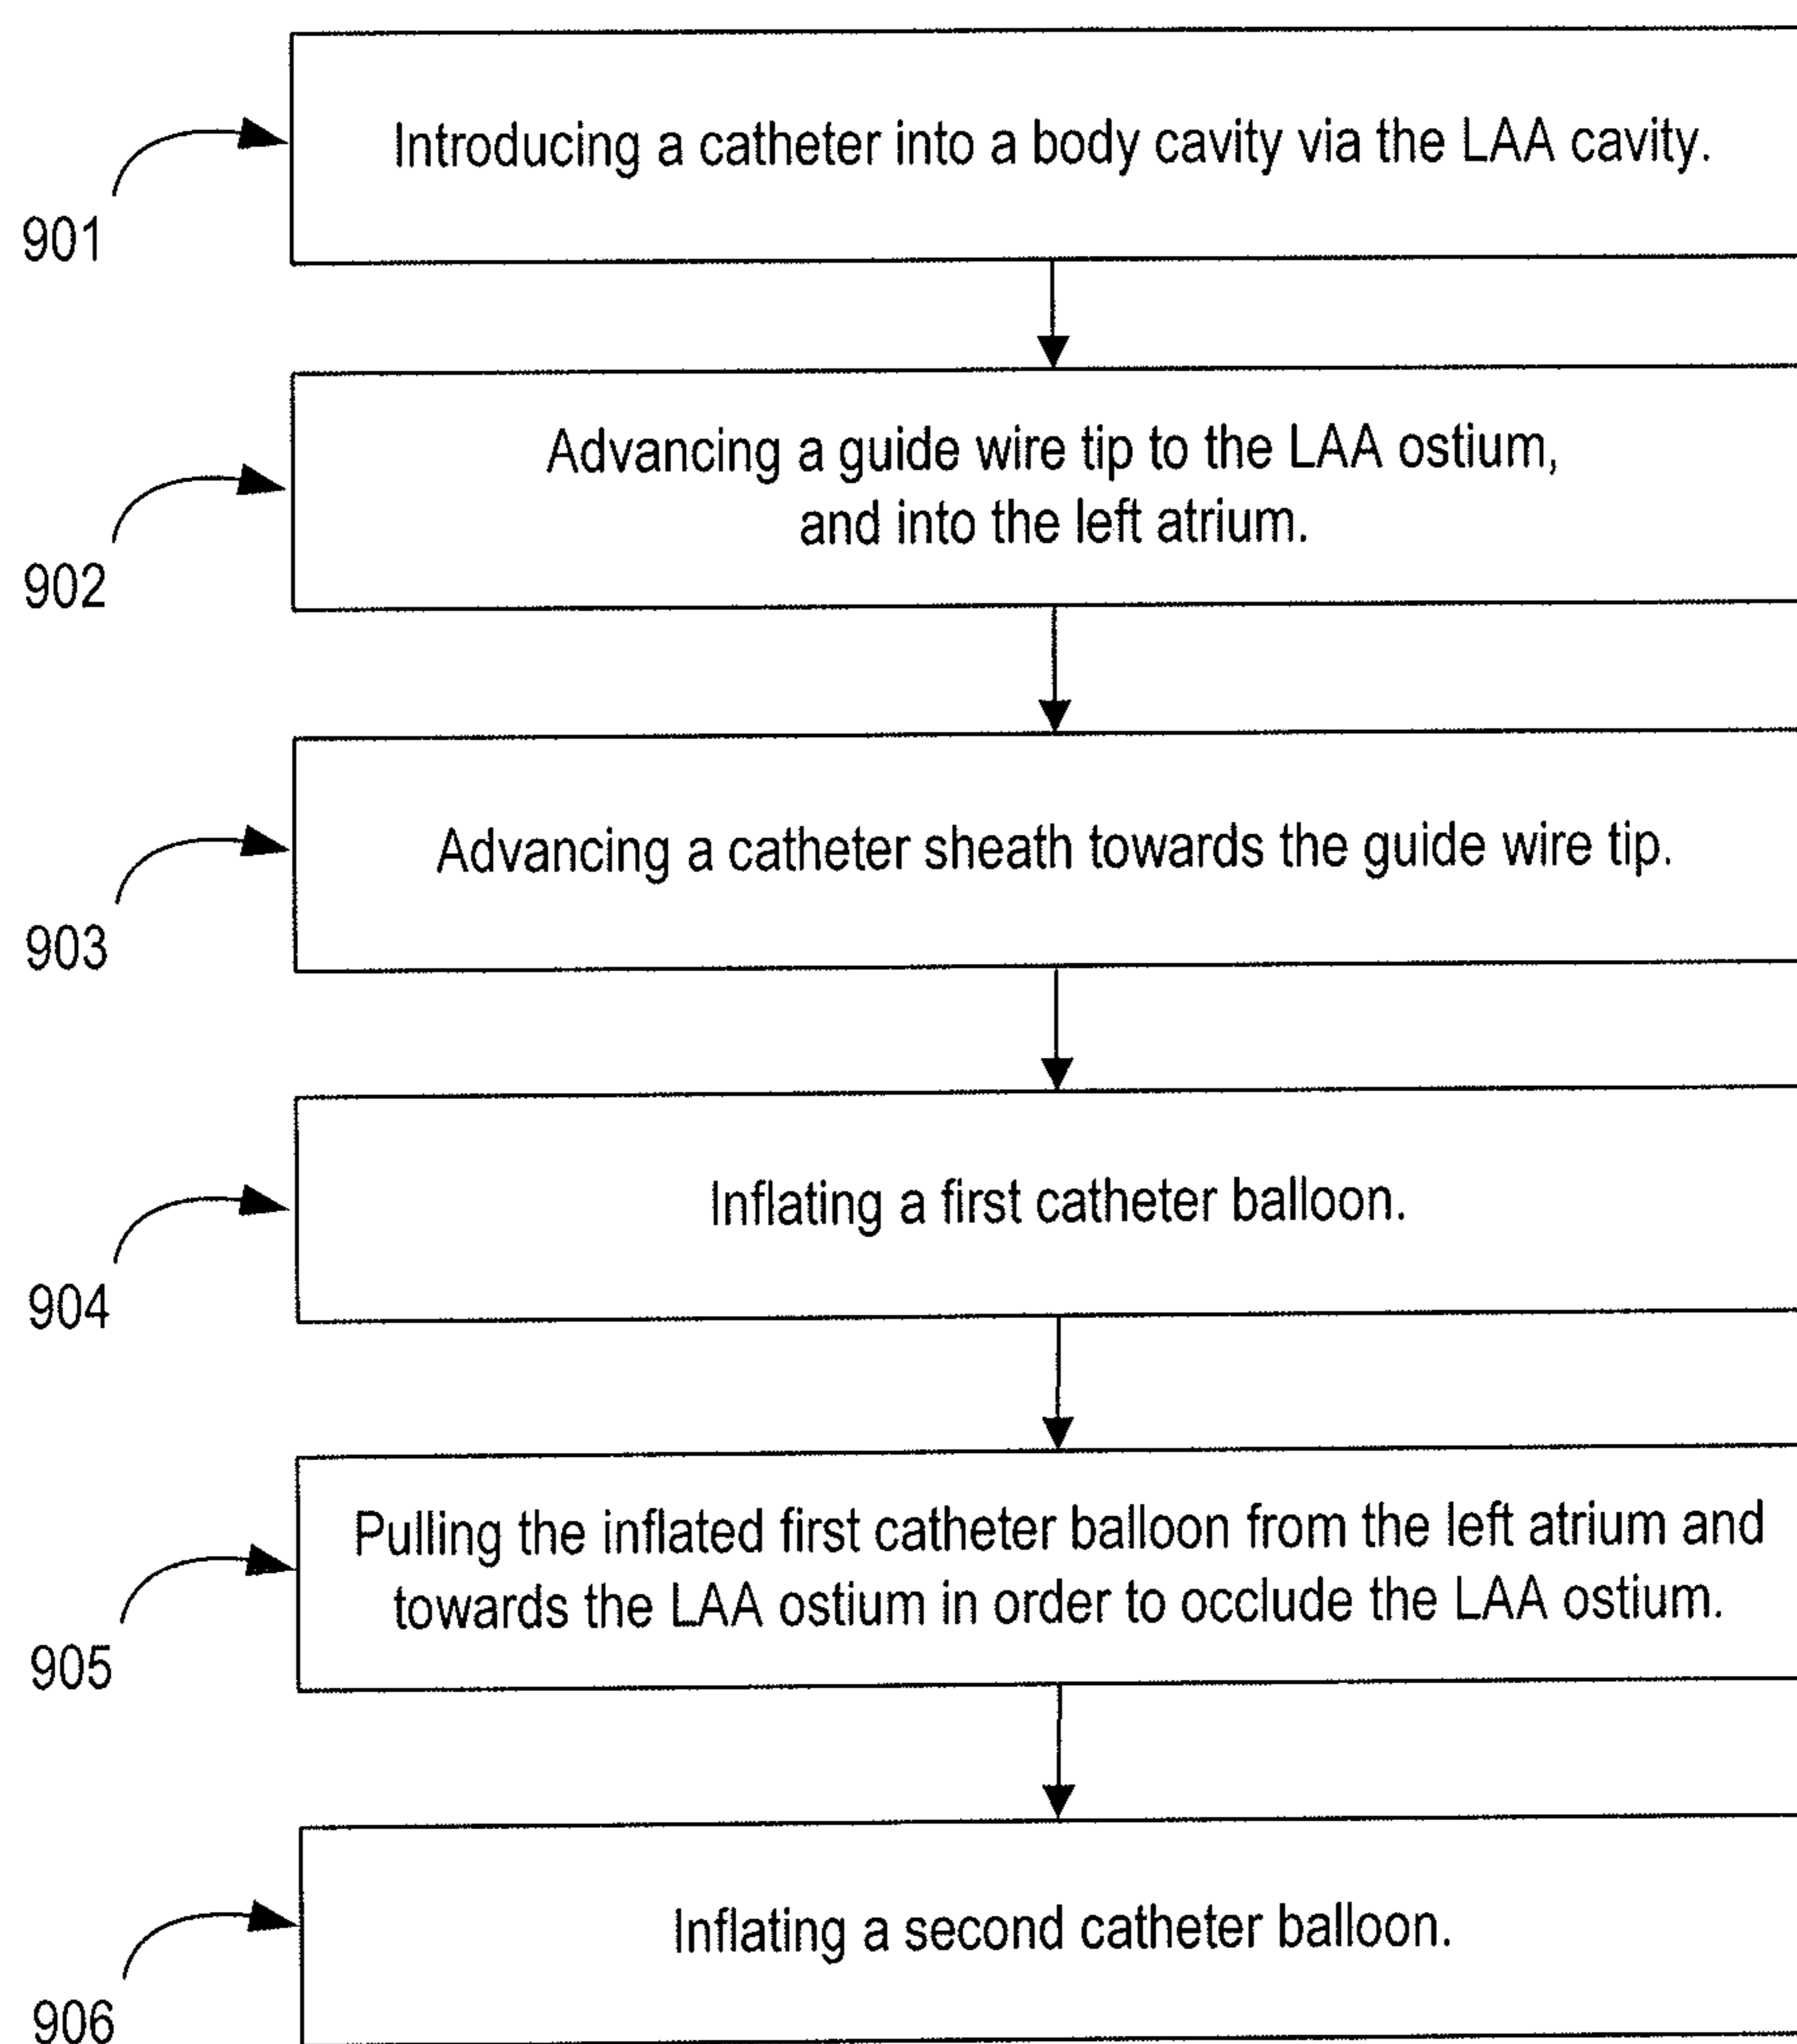 Introducing a catheter into a body cavity via the LAA cavity.
901
Advancing a guide wire tip to the LAA ostium,
and into the left atrium.
902
Advancing a catheter sheath towards the guide wire tip.
903
Inflating a first catheter balloon.
904
Pulling the inflated first catheter balloon from the left atrium and
towards the LAA ostium in order to occlude the LAA ostium.
905
Inflating a second catheter balloon.
906